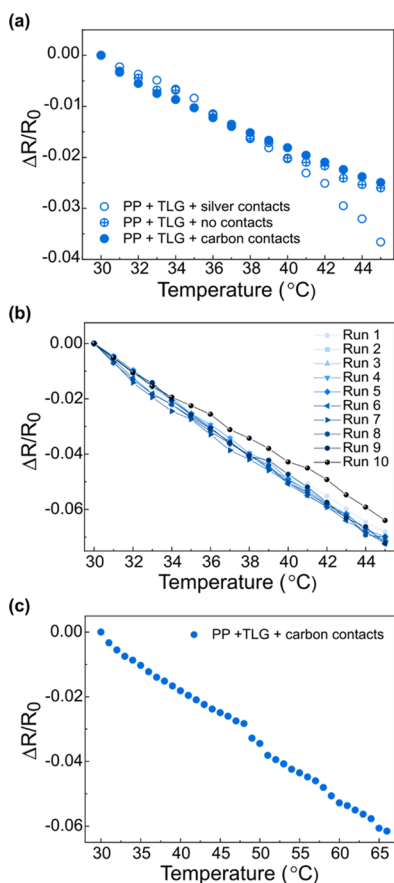 (a)
0.00
-0.01
-0.02
-0.03
-0.04
ΔR/R0
PP + TLG + silver contacts
PP + TLG + no contacts
PP + TLG + carbon contacts
30 32 34 36 38 40 42 44
Temperature (°C)
(b)
0.00
-0.02
-0.04
-0.06
ΔR/R0
Run 1
Run 2
Run 3
Run 4
Run 5
Run 6
Run 7
Run 8
Run 9
Run 10
30 32 34 36 38 40 42 44
Temperature (°C)
(c)
0.00
-0.02
-0.04
-0.06
ΔR/R0
PP +TLG + carbon contacts
30 35 40 45 50 55 60 65
Temperature (°C)